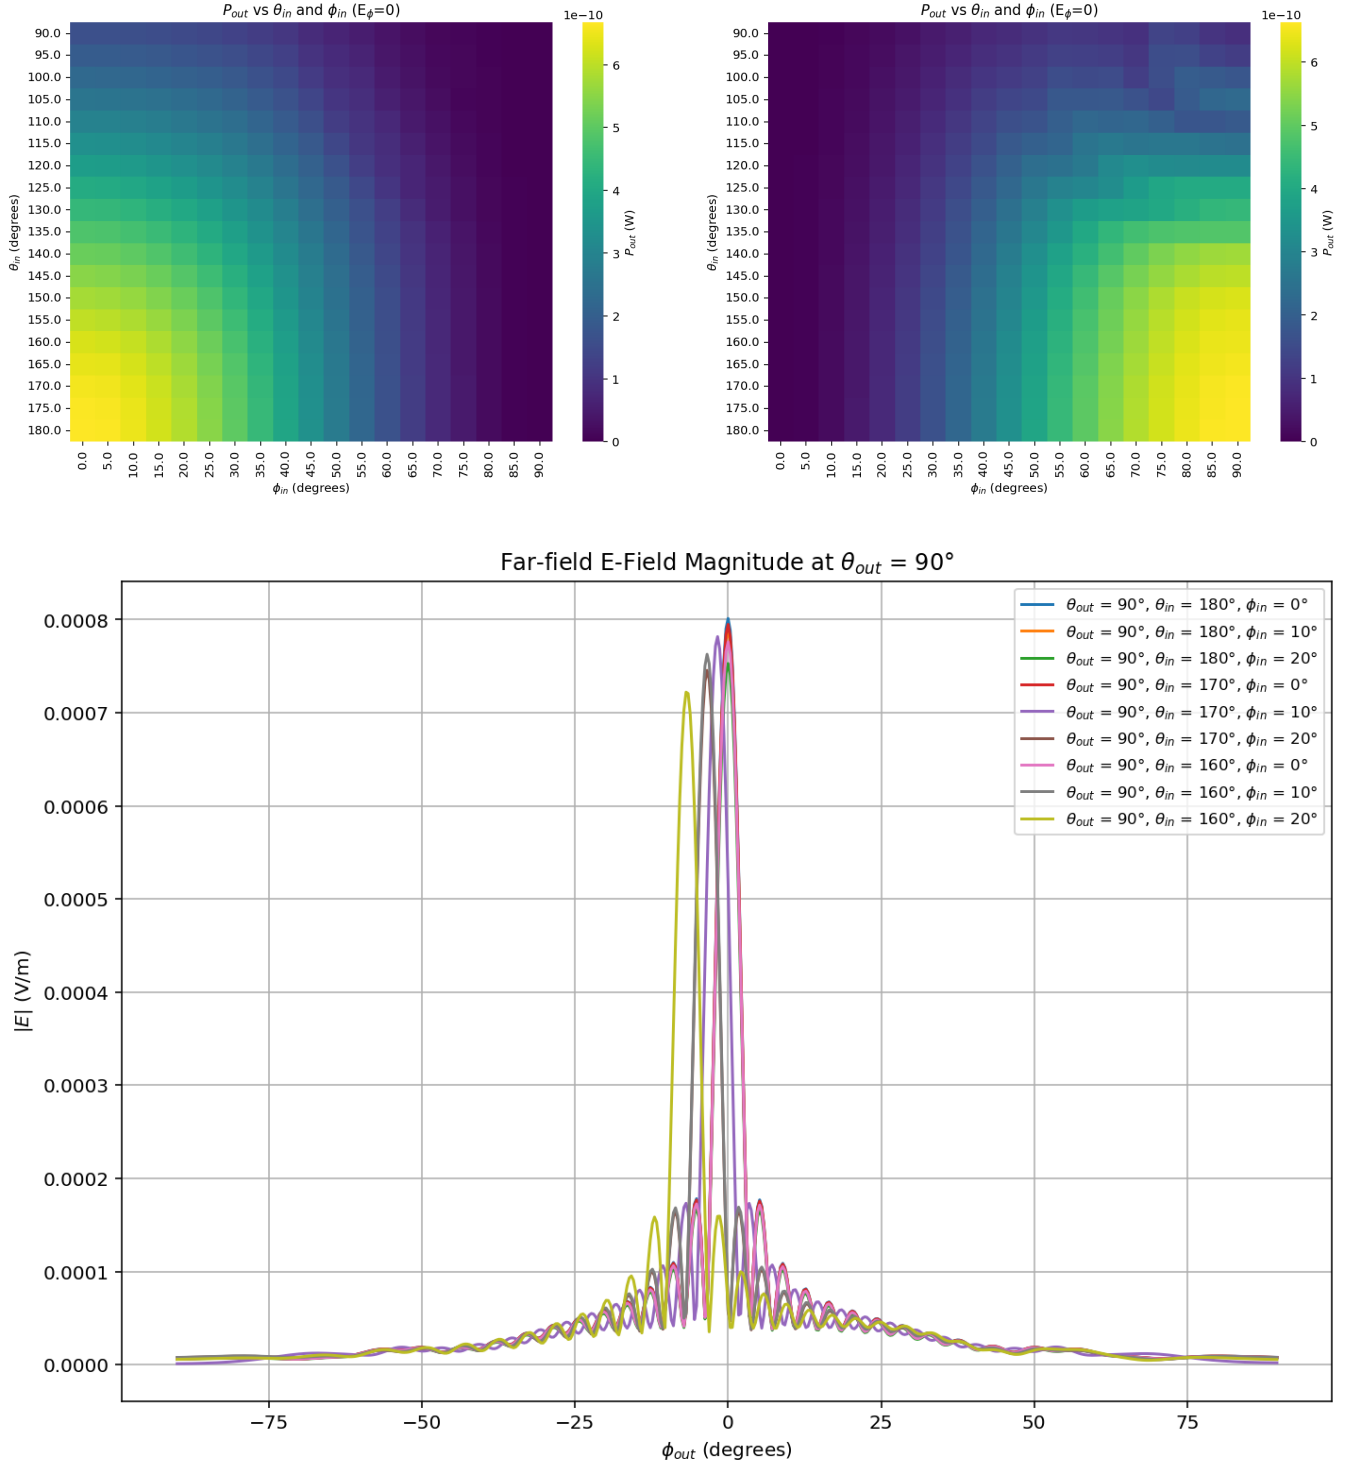 P_out vs θ_in and ϕ_in (E_ϕ=0)
1e−10
90.0
95.0
100.0
105.0
110.0
115.0
120.0
125.0
130.0
135.0
140.0
145.0
150.0
155.0
160.0
165.0
170.0
175.0
180.0
θ_in (degrees)
0.0 5.0 10.0 15.0 20.0 25.0 30.0 35.0 40.0 45.0 50.0 55.0 60.0 65.0 70.0 75.0 80.0 85.0 90.0
ϕ_in (degrees)
6
5
4
3
2
1
0
P_out (W)
P_out vs θ_in and ϕ_in (E_ϕ=0)
1e−10
90.0
95.0
100.0
105.0
110.0
115.0
120.0
125.0
130.0
135.0
140.0
145.0
150.0
155.0
160.0
165.0
170.0
175.0
180.0
θ_in (degrees)
0.0 5.0 10.0 15.0 20.0 25.0 30.0 35.0 40.0 45.0 50.0 55.0 60.0 65.0 70.0 75.0 80.0 85.0 90.0
ϕ_in (degrees)
6
5
4
3
2
1
0
P_out (W)
Far-field E-Field Magnitude at θ_out = 90°
θ_out = 90°, θ_in = 180°, ϕ_in = 0°
θ_out = 90°, θ_in = 180°, ϕ_in = 10°
θ_out = 90°, θ_in = 180°, ϕ_in = 20°
θ_out = 90°, θ_in = 170°, ϕ_in = 0°
θ_out = 90°, θ_in = 170°, ϕ_in = 10°
θ_out = 90°, θ_in = 170°, ϕ_in = 20°
θ_out = 90°, θ_in = 160°, ϕ_in = 0°
θ_out = 90°, θ_in = 160°, ϕ_in = 10°
θ_out = 90°, θ_in = 160°, ϕ_in = 20°
0.0008
0.0007
0.0006
0.0005
0.0004
0.0003
0.0002
0.0001
0.0000
|E| (V/m)
−75 −50 −25 0 25 50 75
ϕ_out (degrees)